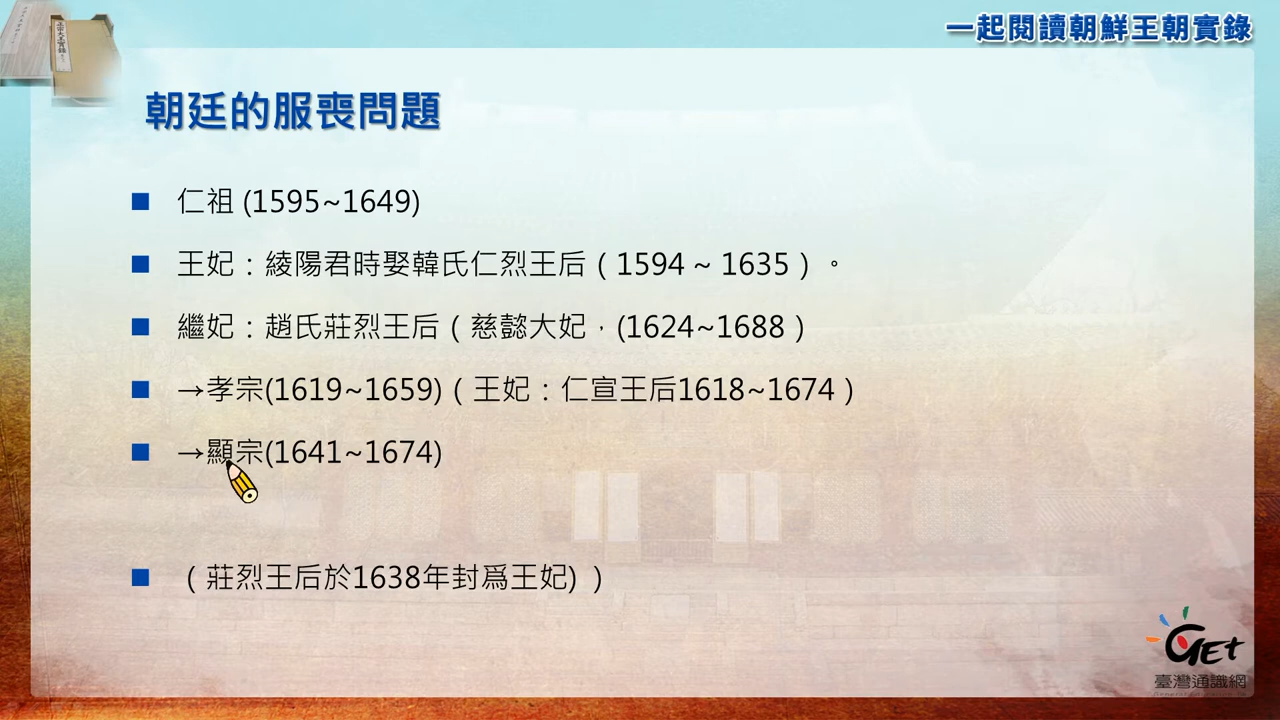 一起閱讀朝鮮王朝實錄
朝廷的服喪問題
仁祖 (1595~1649)
王妃：綾陽君時娶韓氏仁烈王后（1594 ~ 1635）。
繼妃：趙氏莊烈王后（慈懿大妃，(1624~1688）
→孝宗(1619~1659)（王妃：仁宣王后1618~1674）
→顯宗(1641~1674)
（莊烈王后於1638年封爲王妃) ）
GET
臺灣通識網